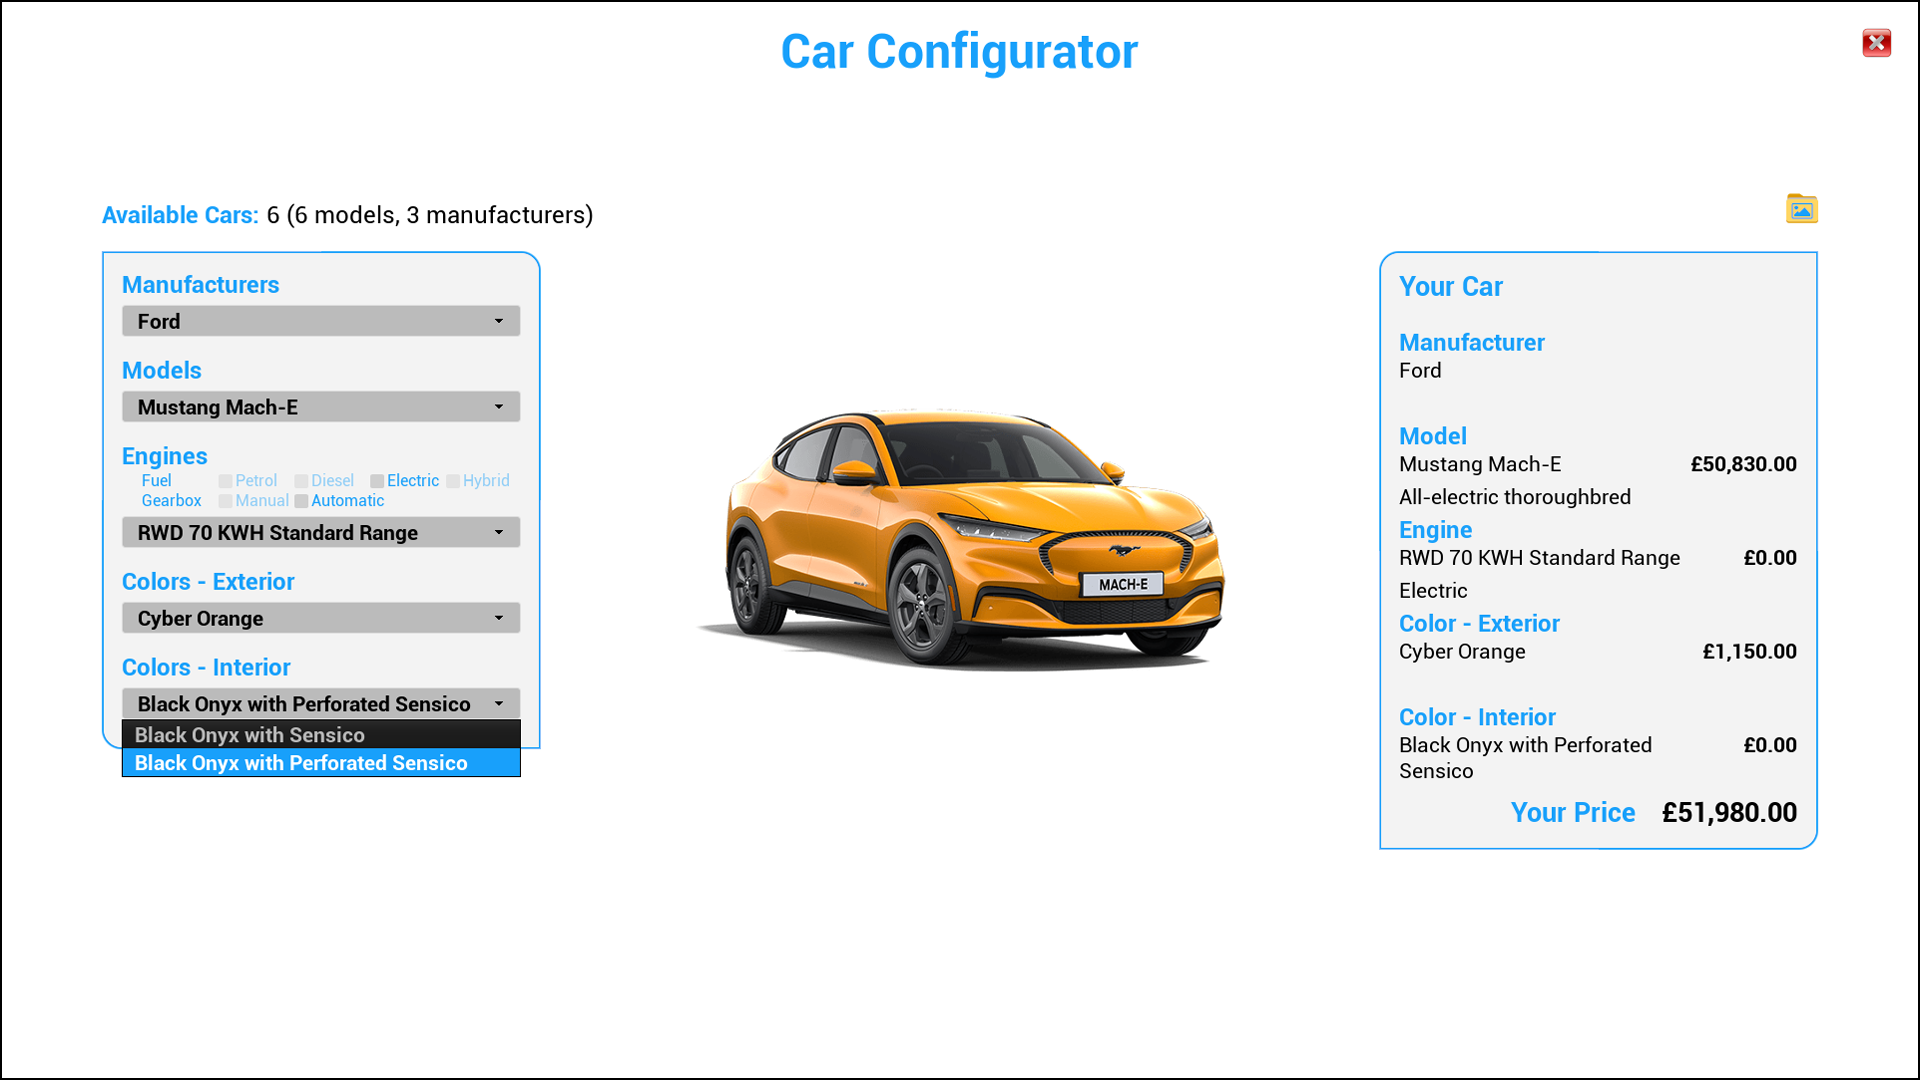 Car Configurator
Available Cars: 6 (6 models, 3 manufacturers)
Manufacturers
Ford
Models
Mustang Mach-E
Engines
Fuel Petrol Diesel Electric Hybrid
Gearbox Manual Automatic
RWD 70 KWH Standard Range
Colors - Exterior
Cyber Orange
Colors - Interior
Black Onyx with Perforated Sensico
Black Onyx with Sensico
Black Onyx with Perforated Sensico
MACH-E
Your Car
Manufacturer
Ford
Model
Mustang Mach-E £50,830.00
All-electric thoroughbred
Engine
RWD 70 KWH Standard Range £0.00
Electric
Color - Exterior
Cyber Orange £1,150.00
Color - Interior
Black Onyx with Perforated £0.00
Sensico
Your Price £51,980.00